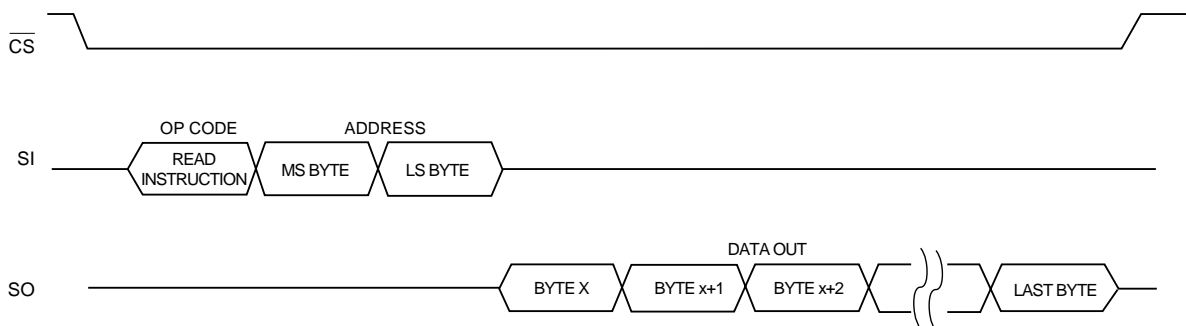 CS
OP CODE
ADDRESS
SI
READ
INSTRUCTION
MS BYTE
LS BYTE
DATA OUT
SO
BYTE X
BYTE x+1
BYTE x+2
LAST BYTE